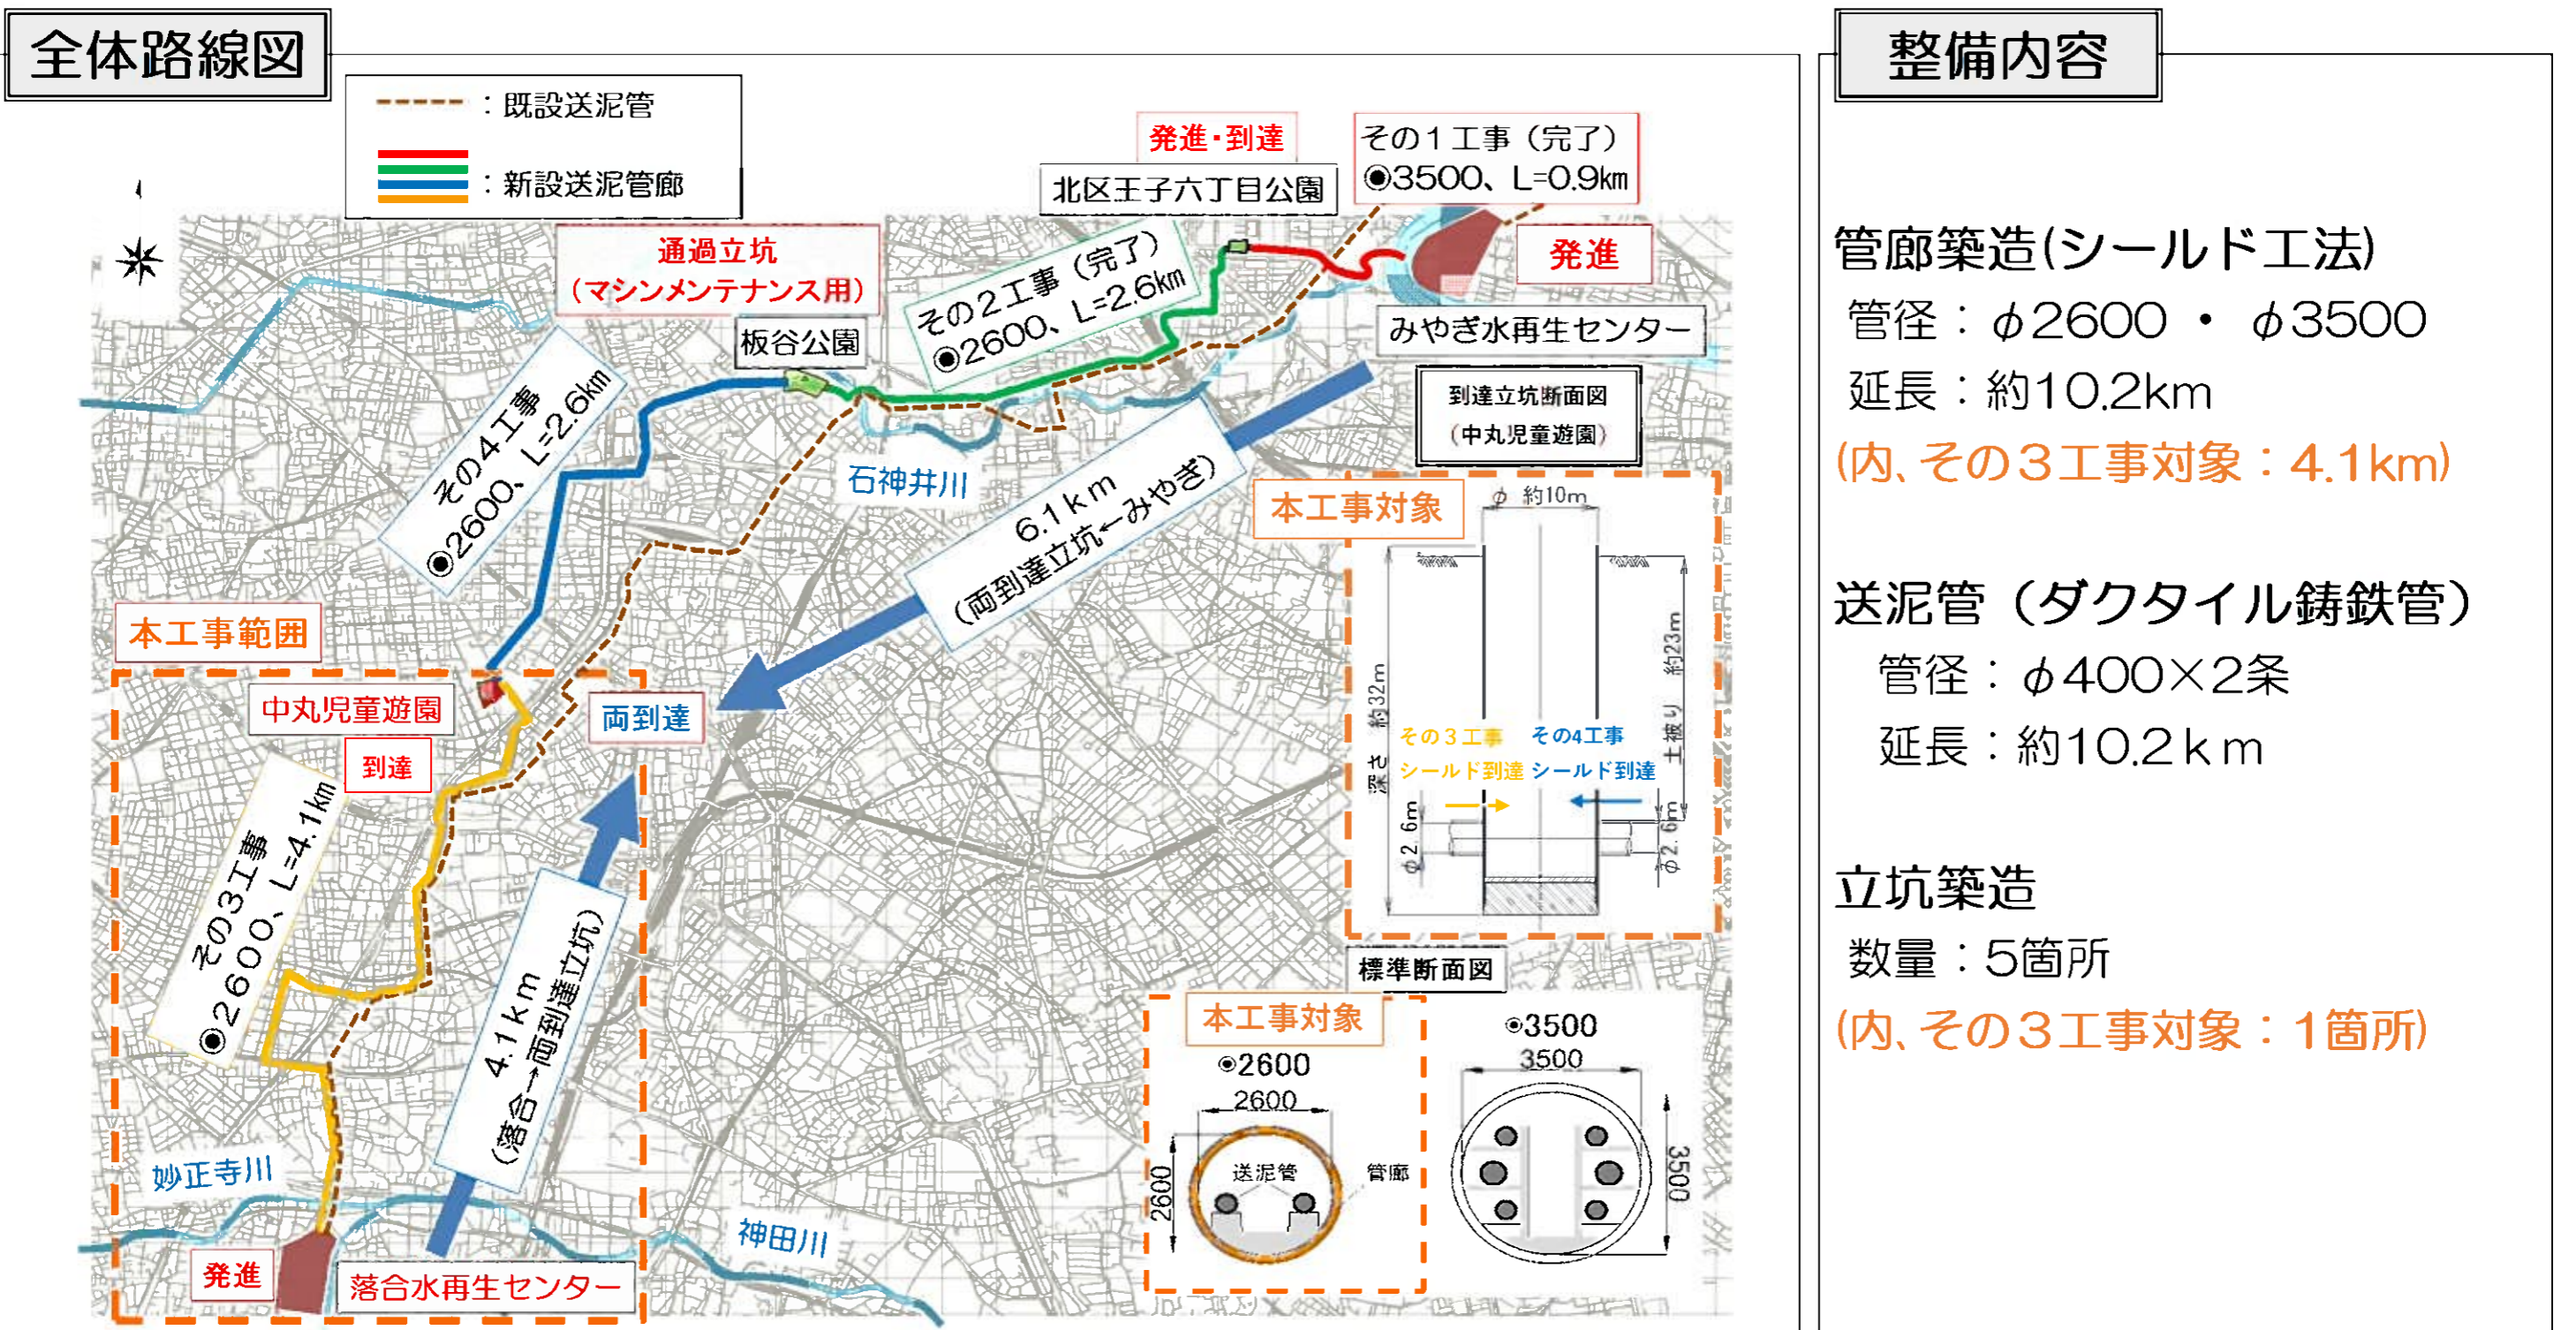 全体路線図
：既設送泥管
：新設送泥管廊
発進・到達
北区王子六丁目公園
その１工事（完了）
◉3500、L=0.9km
発進
みやぎ水再生センター
通過立坑
（マシンメンテナンス用）
板谷公園
その２工事（完了）
◉2600、L=2.6km
その４工事
◉2600、L=2.6km
石神井川
6.1ｋｍ
（両到達立坑←みやぎ）
到達立坑断面図
（中丸児童遊園）
本工事対象
φ 約10m
深さ 約32m
土被り 約23m
その３工事
シールド到達
その4工事
シールド到達
φ2.6m
φ2.6m
本工事範囲
中丸児童遊園
到達
両到達
その３工事
◉2600、L=4.1km
4.1ｋｍ
（落合→両到達立坑）
妙正寺川
神田川
発進
落合水再生センター
標準断面図
本工事対象
◉2600
2600
2600
送泥管
管廊
◉3500
3500
3500
整備内容
管廊築造(シールド工法)
管径：φ2600 ・ φ3500
延長：約10.2km
(内、その３工事対象：4.1km)
送泥管（ダクタイル鋳鉄管）
管径：φ400×2条
延長：約10.2ｋｍ
立坑築造
数量：5箇所
(内、その３工事対象：1箇所)